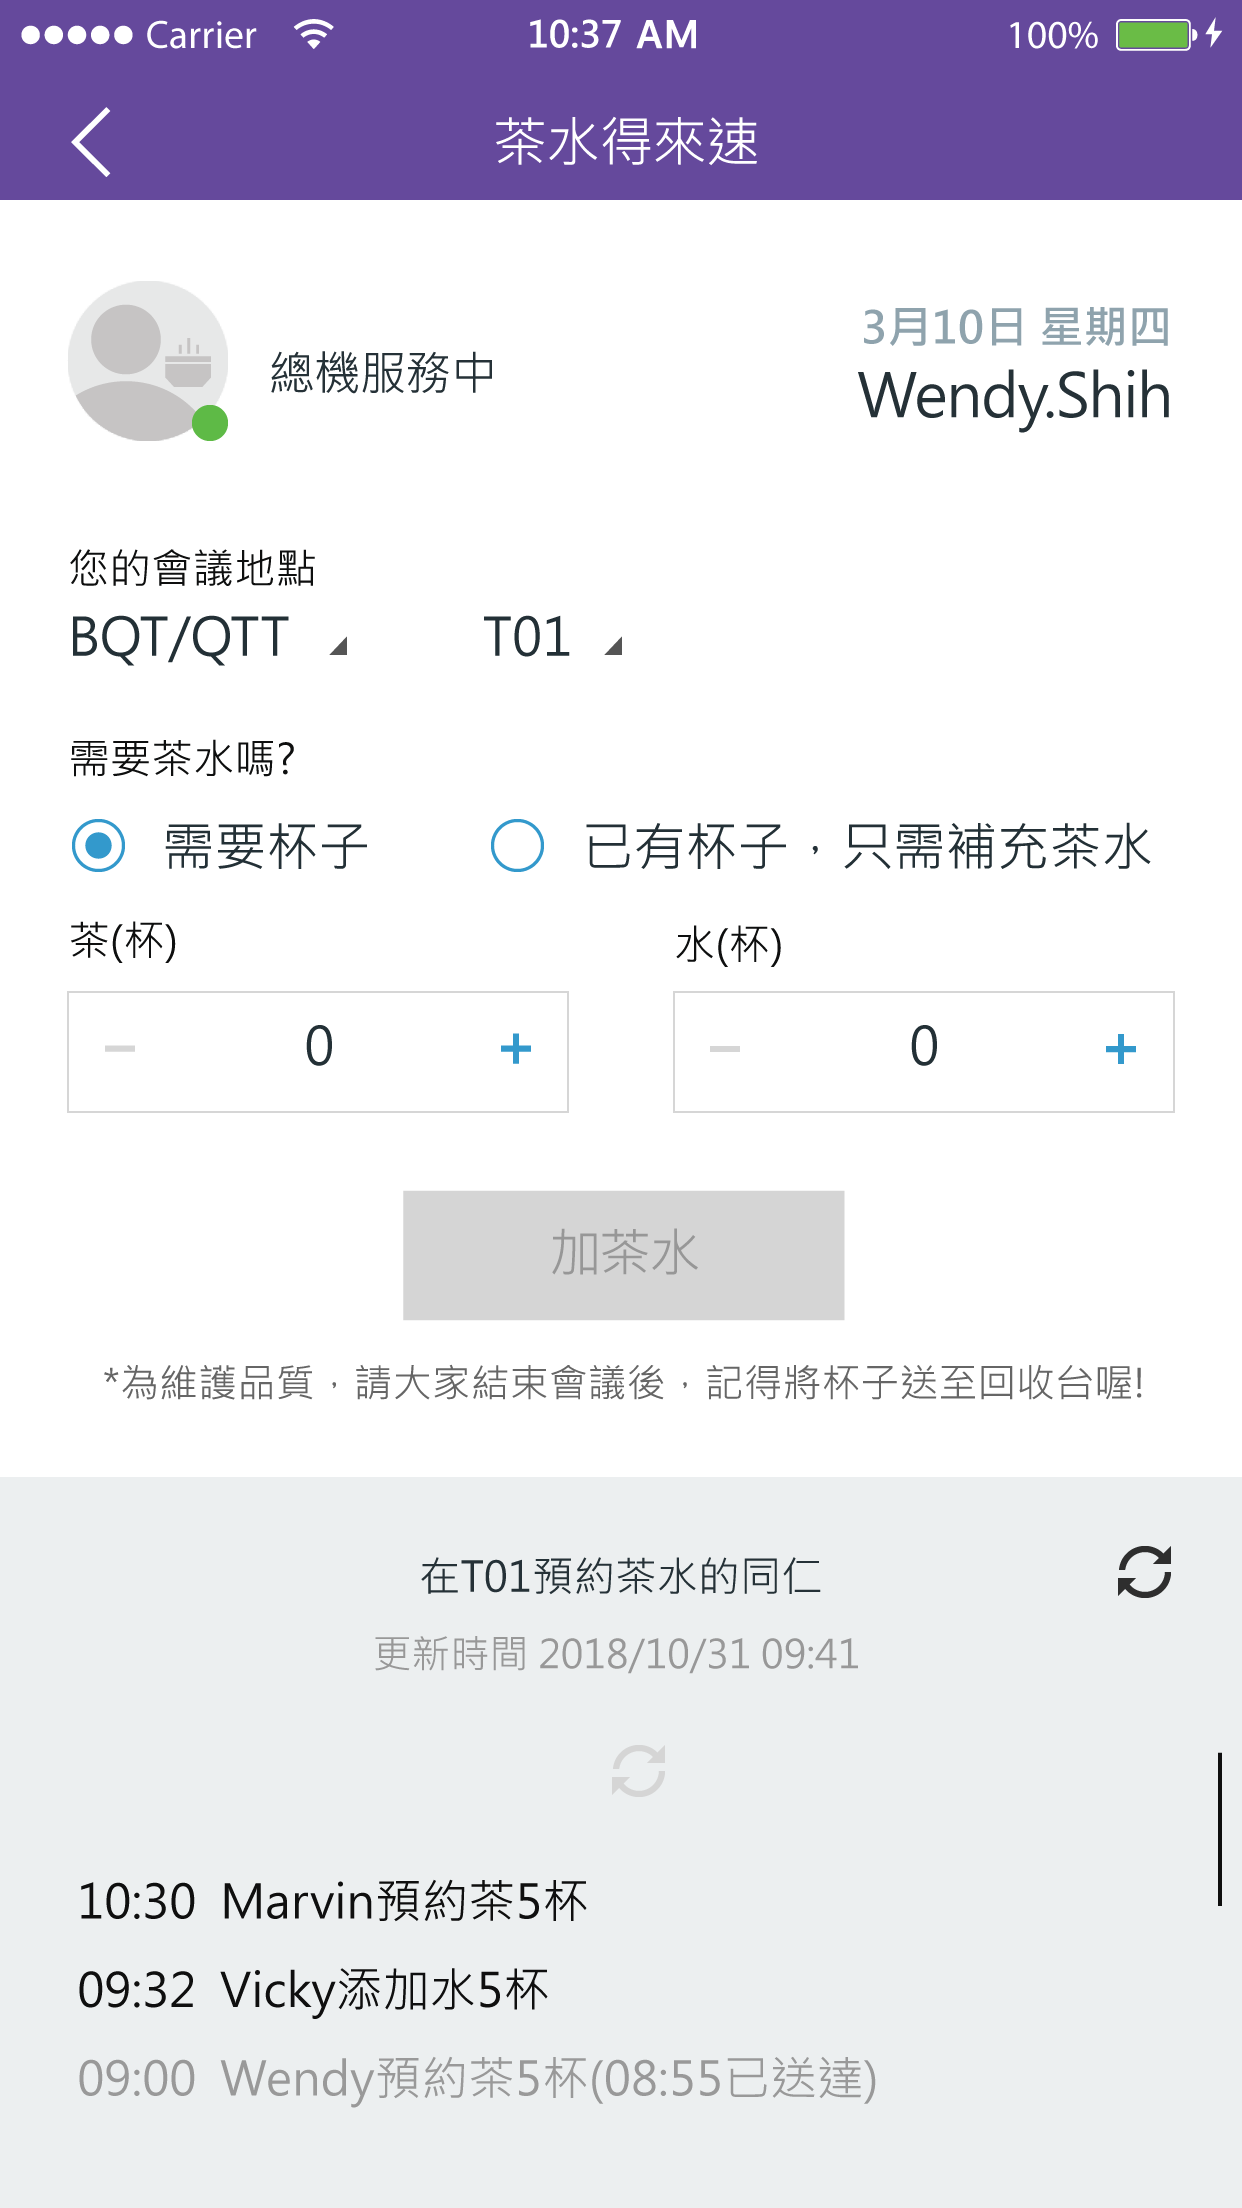 Carrier 10:37 AM 100%
茶水得來速
3月10日 星期四
總機服務中
Wendy.Shih
您的會議地點
BQT/QTT T01
需要茶水嗎?
需要杯子 已有杯子，只需補充茶水
茶(杯) 水(杯)
0 0
加茶水
*為維護品質，請大家結束會議後，記得將杯子送至回收台喔!
在T01預約茶水的同仁
更新時間 2018/10/31 09:41
10:30 Marvin預約茶5杯
09:32 Vicky添加水5杯
09:00 Wendy預約茶5杯(08:55已送達)